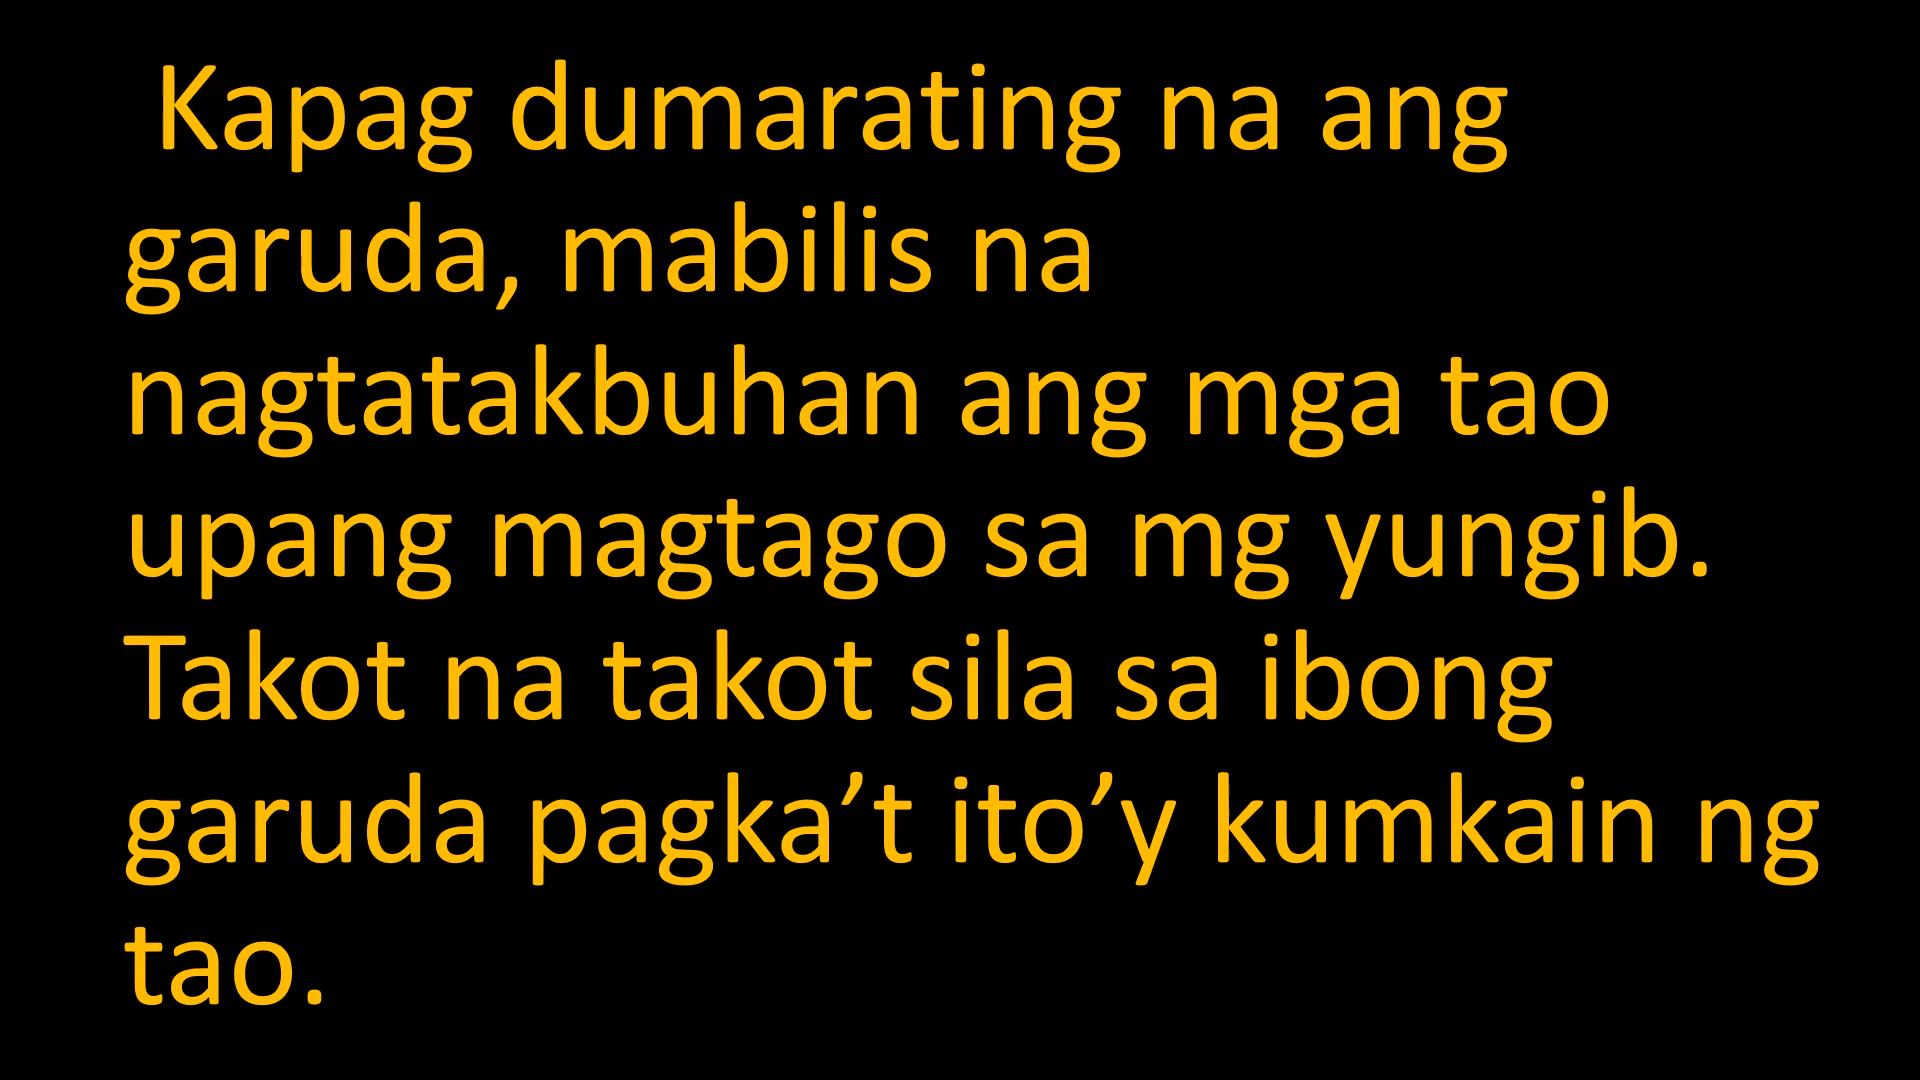 Kapag dumarating na ang
garuda, mabilis na
nagtatakbuhan ang mga tao
upang magtago sa mg yungib.
Takot na takot sila sa ibong
garuda pagka’t ito’y kumkain ng
tao.